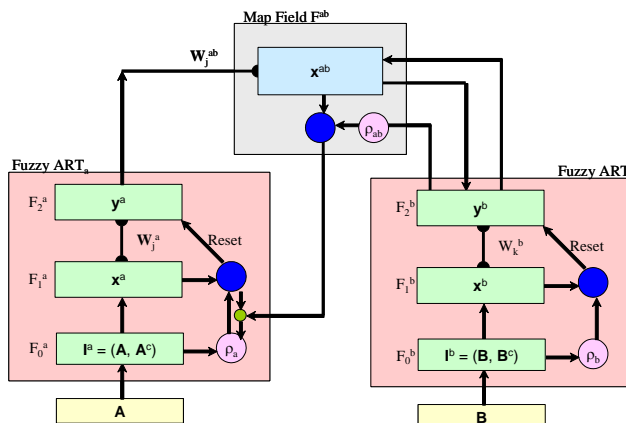 Map Field Fᵃᵇ
W_j^ab
x^ab
ρ_ab
Fuzzy ART_a
F_2^a
y^a
W_j^a
Reset
F_1^a
x^a
F_0^a
I^a = (A, A^c)
ρ_a
A
Fuzzy ART
F_2^b
y^b
W_k^b
Reset
F_1^b
x^b
F_0^b
I^b = (B, B^c)
ρ_b
B